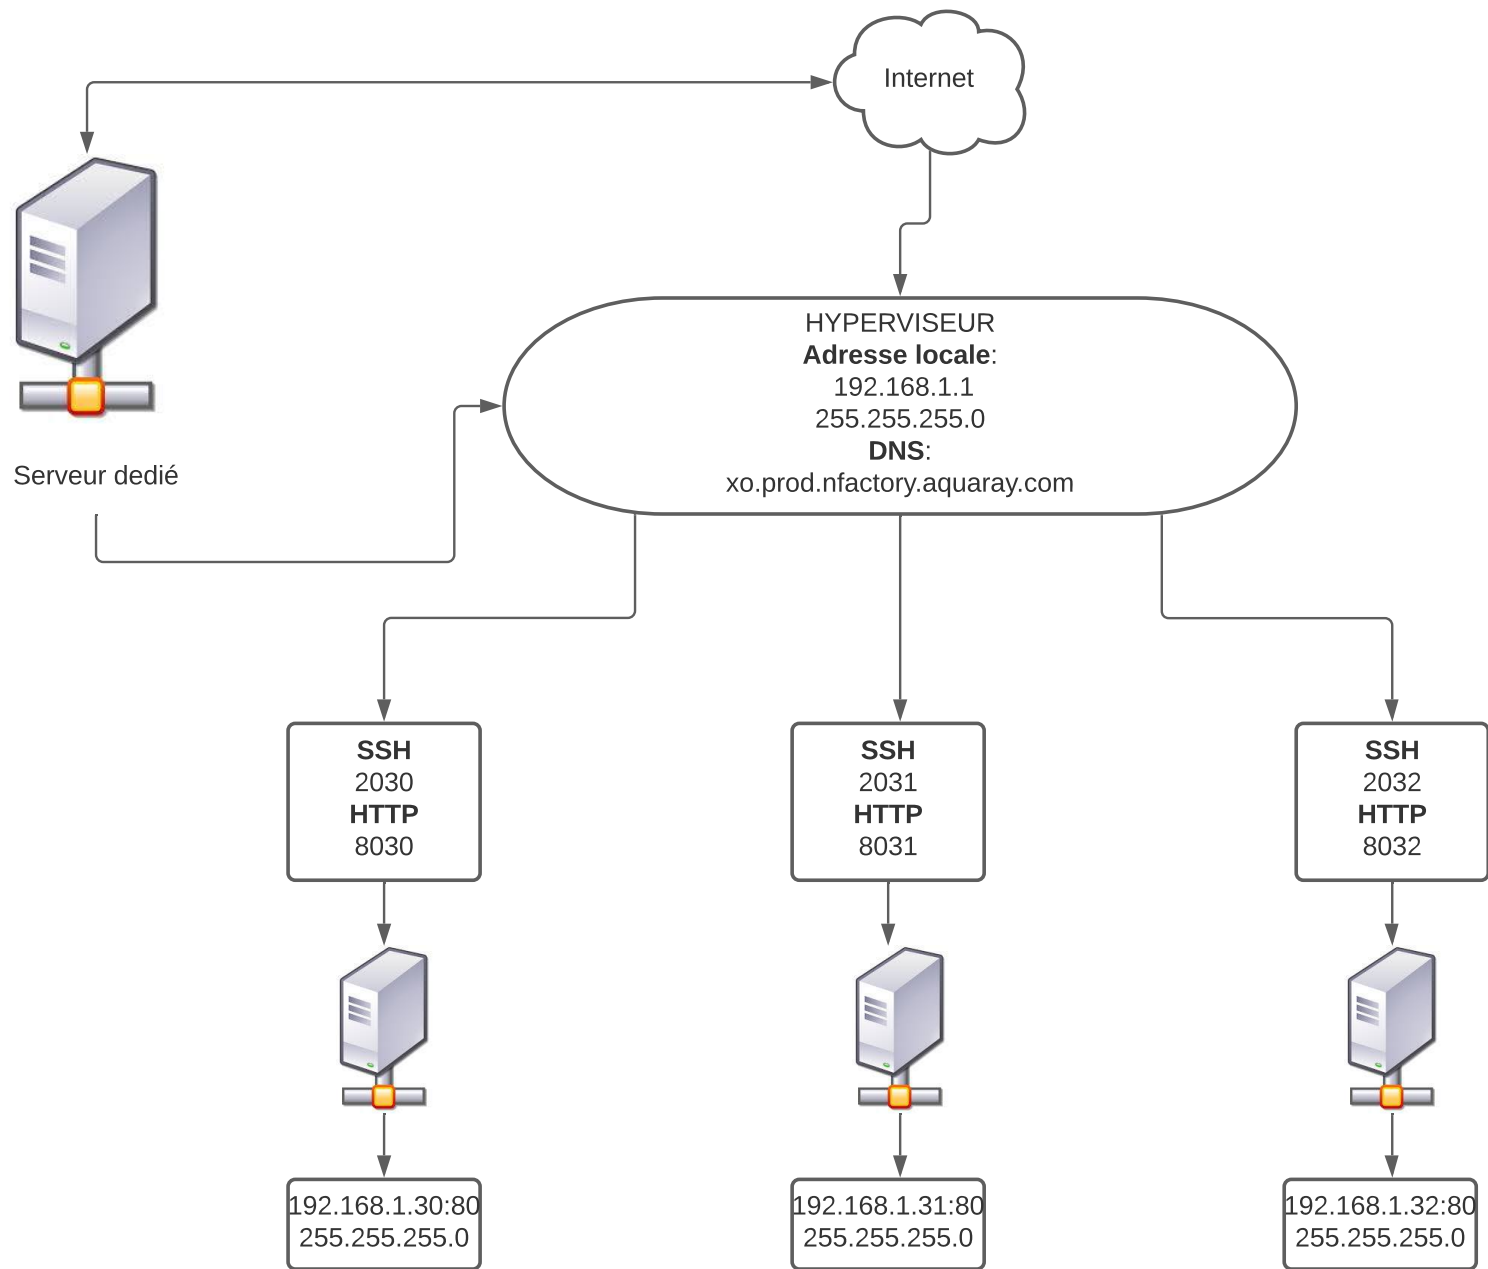 Internet
HYPERVISEUR
Adresse locale:
192.168.1.1
255.255.255.0
DNS:
xo.prod.nfactory.aquaray.com
Serveur dedié
SSH
2030
HTTP
8030
SSH
2031
HTTP
8031
SSH
2032
HTTP
8032
192.168.1.30:80
255.255.255.0
192.168.1.31:80
255.255.255.0
192.168.1.32:80
255.255.255.0